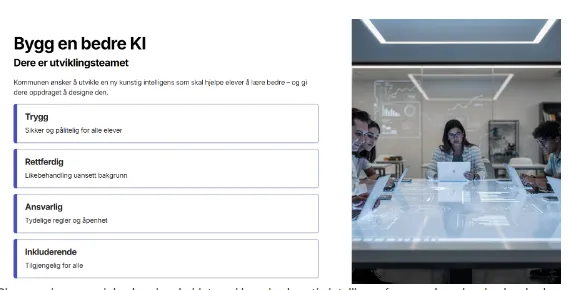 Bygg en bedre KI
Dere er utviklingsteamet
Kommunen ønsker å utvikle en ny kunstig intelligens som skal hjelpe elever å lære bedre – og gi
dere oppdraget å designe den.
Trygg
Sikker og pålitelig for alle elever
Rettferdig
Likebehandling uansett bakgrunn
Ansvarlig
Tydelige regler og åpenhet
Inkluderende
Tilgjengelig for alle